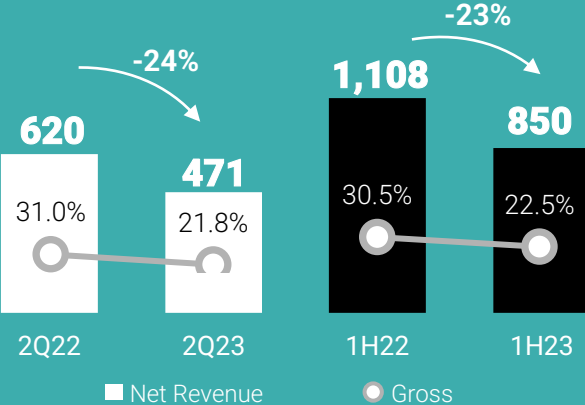 -24%
-23%
620
471
1,108
850
31.0%
21.8%
30.5%
22.5%
2Q22
2Q23
1H22
1H23
Net Revenue
Gross